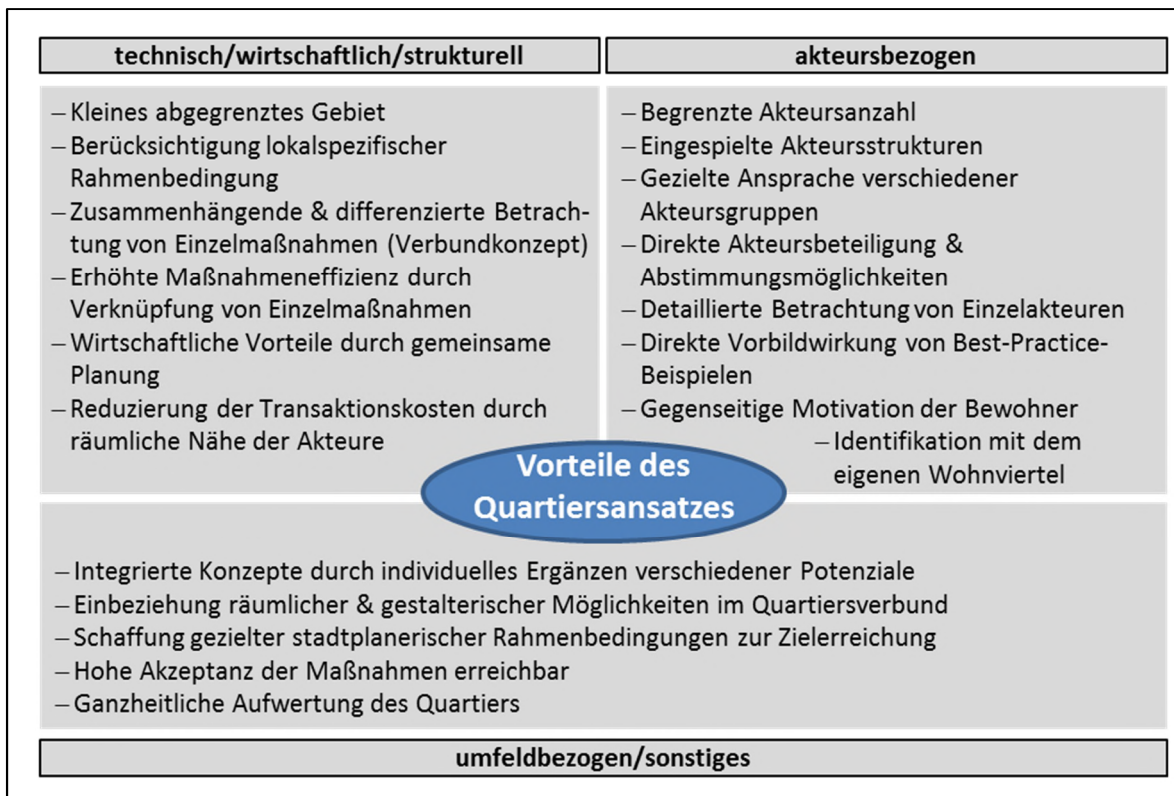 technisch/wirtschaftlich/strukturell
– Kleines abgegrenztes Gebiet
– Berücksichtigung lokalspezifischer
Rahmenbedingung
– Zusammenhängende & differenzierte Betrach-
tung von Einzelmaßnahmen (Verbundkonzept)
– Erhöhte Maßnahmeneffizienz durch
Verknüpfung von Einzelmaßnahmen
– Wirtschaftliche Vorteile durch gemeinsame
Planung
– Reduzierung der Transaktionskosten durch
räumliche Nähe der Akteure
akteursbezogen
– Begrenzte Akteursanzahl
– Eingespielte Akteursstrukturen
– Gezielte Ansprache verschiedener
Akteursgruppen
– Direkte Akteursbeteiligung &
Abstimmungsmöglichkeiten
– Detaillierte Betrachtung von Einzelakteuren
– Direkte Vorbildwirkung von Best-Practice-
Beispielen
– Gegenseitige Motivation der Bewohner
– Identifikation mit dem
eigenen Wohnviertel
Vorteile des
Quartiersansatzes
– Integrierte Konzepte durch individuelles Ergänzen verschiedener Potenziale
– Einbeziehung räumlicher & gestalterischer Möglichkeiten im Quartiersverbund
– Schaffung gezielter stadtplanerischer Rahmenbedingungen zur Zielerreichung
– Hohe Akzeptanz der Maßnahmen erreichbar
– Ganzheitliche Aufwertung des Quartiers
umfeldbezogen/sonstiges